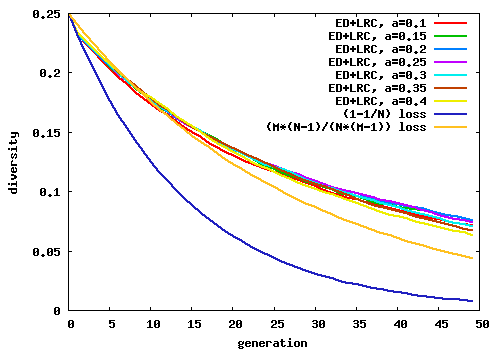 0.25
0.2
0.15
0.1
0.05
0
diversity
ED+LRC, a=0.1
ED+LRC, a=0.15
ED+LRC, a=0.2
ED+LRC, a=0.25
ED+LRC, a=0.3
ED+LRC, a=0.35
ED+LRC, a=0.4
(1-1/N) loss
(M*(N-1)/(N*(M-1)) loss
0 5 10 15 20 25 30 35 40 45 50
generation